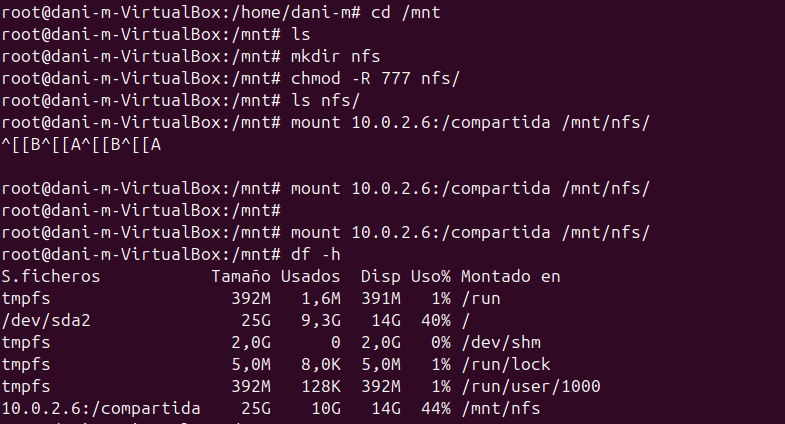 root@dani-m-VirtualBox:/home/dani-m# cd /mnt
root@dani-m-VirtualBox:/mnt# ls
root@dani-m-VirtualBox:/mnt# mkdir nfs
root@dani-m-VirtualBox:/mnt# chmod -R 777 nfs/
root@dani-m-VirtualBox:/mnt# ls nfs/
root@dani-m-VirtualBox:/mnt# mount 10.0.2.6:/compartida /mnt/nfs/
^[[B^[[A^[[B^[[A
root@dani-m-VirtualBox:/mnt# mount 10.0.2.6:/compartida /mnt/nfs/
root@dani-m-VirtualBox:/mnt#
root@dani-m-VirtualBox:/mnt# mount 10.0.2.6:/compartida /mnt/nfs/
root@dani-m-VirtualBox:/mnt# df -h
S.ficheros           Tamaño Usados  Disp Uso% Montado en
tmpfs                  392M   1,6M  391M   1% /run
/dev/sda2               25G   9,3G   14G  40% /
tmpfs                  2,0G      0  2,0G   0% /dev/shm
tmpfs                  5,0M   8,0K  5,0M   1% /run/lock
tmpfs                  392M   128K  392M   1% /run/user/1000
10.0.2.6:/compartida    25G    10G   14G  44% /mnt/nfs